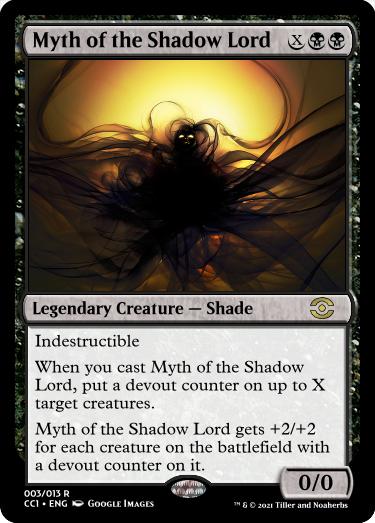 Myth of the Shadow Lord X
Legendary Creature — Shade
Indestructible
When you cast Myth of the Shadow
Lord, put a devout counter on up to X
target creatures.
Myth of the Shadow Lord gets +2/+2
for each creature on the battlefield with
a devout counter on it.
0/0
003/013 R
CCI • ENG Google Images
™ & © 2021 Tiller and Noaherbs